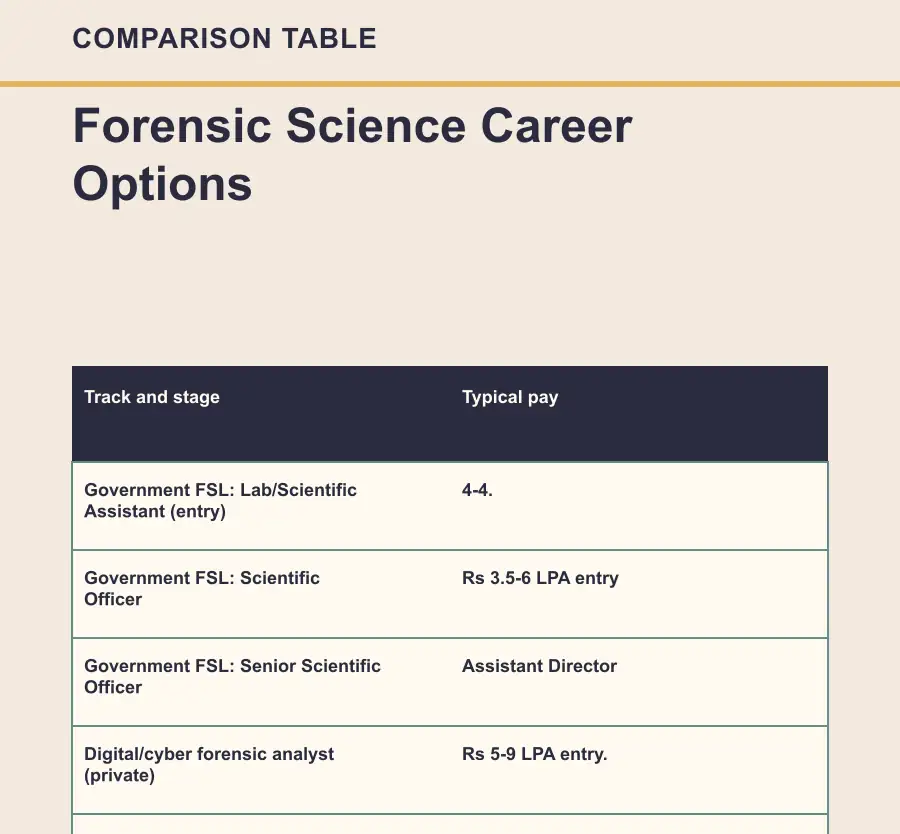 COMPARISON TABLE
Forensic Science Career
Options
Track and stage
Typical pay
Government FSL: Lab/Scientific
Assistant (entry)
4-4.
Government FSL: Scientific
Officer
Rs 3.5-6 LPA entry
Government FSL: Senior Scientific
Officer
Assistant Director
Digital/cyber forensic analyst
(private)
Rs 5-9 LPA entry.